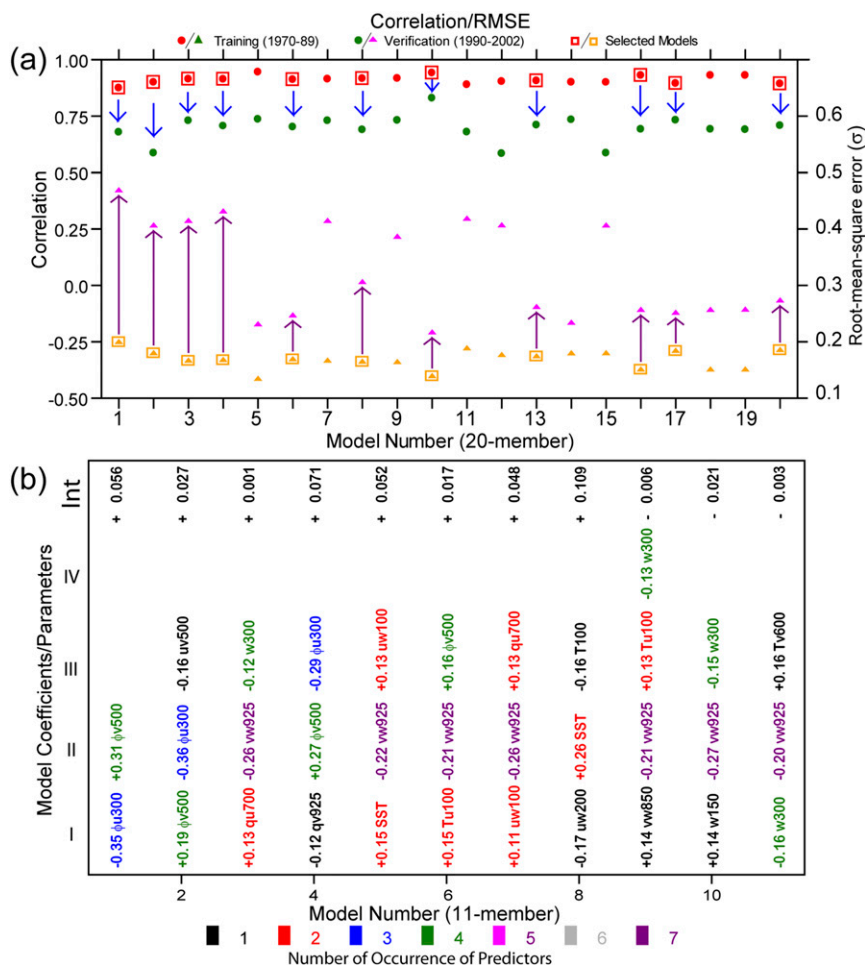 Correlation/RMSE
Training (1970-89)
Verification (1990-2002)
Selected Models
(a)
1.00
0.75
0.50
0.25
0.0
-0.25
-0.50
Correlation
0.6
0.5
0.4
0.3
0.2
0.1
Root-mean-square error (σ)
1 3 5 7 9 11 13 15 17 19
Model Number (20-member)
(b)
Int
+ 0.056
+ 0.027
+ 0.001
+ 0.071
+ 0.052
+ 0.017
+ 0.048
+ 0.109
- 0.006
- 0.021
- 0.003
IV
-0.13 w300
III
-0.16 uv500
-0.12 w300
-0.29 ϕu300
+0.13 uw100
+0.16 ϕv500
+0.13 qu700
-0.16 T100
+0.13 Tu100
-0.15 w300
+0.16 Tv600
II
+0.31 ϕv500
-0.36 ϕu300
-0.26 vw925
+0.27 ϕv500
-0.22 vw925
-0.21 vw925
-0.26 vw925
+0.26 SST
-0.21 vw925
-0.27 vw925
-0.20 vw925
I
-0.35 ϕu300
+0.19 ϕv500
+0.13 qu700
-0.12 qv925
+0.15 SST
+0.15 Tu100
+0.11 uw100
-0.17 uw200
+0.14 vw850
+0.14 w150
-0.16 w300
Model Coefficients/Parameters
2 4 6 8 10
Model Number (11-member)
1 2 3 4 5 6 7
Number of Occurrence of Predictors